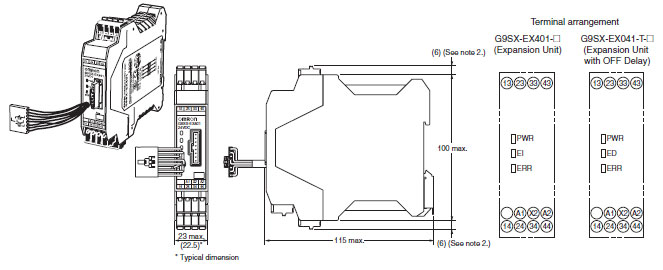 Terminal arrangement
G9SX-EX401-□
(Expansion Unit)
G9SX-EX041-T-□
(Expansion Unit
with OFF Delay)
(6) (See note 2.)
13 23 33 43
13 23 33 43
OMRON
24VDC
100 max.
PWR
EI
ERR
PWR
ED
ERR
A1 X2 A2
14 24 34 44
A1 X2 A2
14 24 34 44
23 max.
(22.5)*
115 max.
(6) (See note 2.)
* Typical dimension